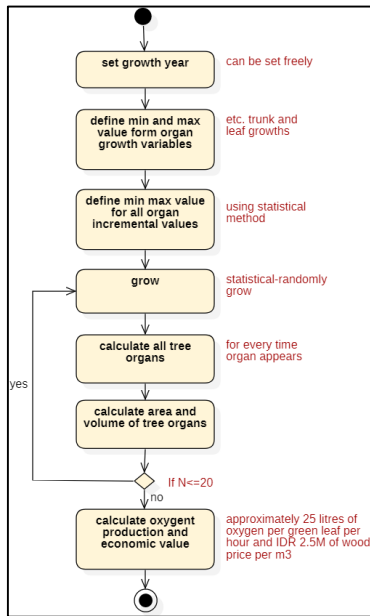 set growth year
can be set freely
define min and max
value form organ
growth variables
etc. trunk and
leaf growths
define min max value
for all organ
incremental values
using statistical
method
grow
statistical-randomly
grow
calculate all tree
organs
for every time
organ appears
yes
calculate area and
volume of tree organs
If N<=20
no
calculate oxygent
production and
economic value
approximately 25 litres of
oxygen per green leaf per
hour and IDR 2.5M of wood
price per m3